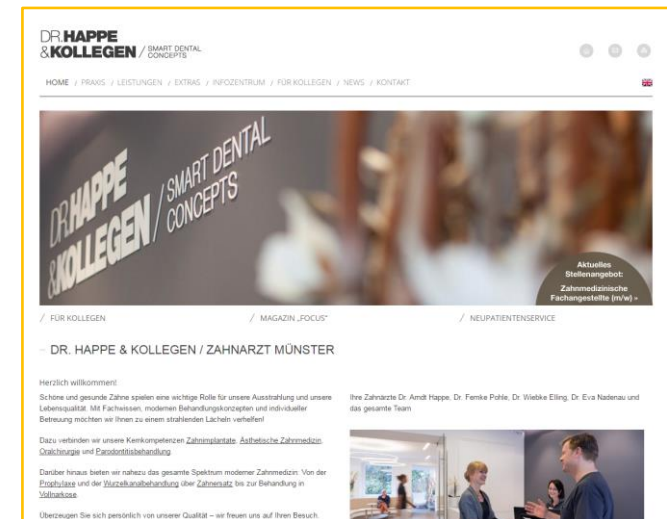 DR.HAPPE
&KOLLEGEN / SMART DENTAL
CONCEPTS
HOME / PRAXIS / LEISTUNGEN / EXTRAS / INFOZENTRUM / FÜR KOLLEGEN / NEWS / KONTAKT
DR.HAPPE
&KOLLEGEN / SMART DENTAL
CONCEPTS
Aktuelles
Stellenangebot:
Zahnmedizinische
Fachangestellte (m/w) »
/ FÜR KOLLEGEN / MAGAZIN „FOCUS“ / NEUPATIENTENSERVICE
– DR. HAPPE & KOLLEGEN / ZAHNARZT MÜNSTER
Herzlich willkommen!
Schöne und gesunde Zähne spielen eine wichtige Rolle für unsere Ausstrahlung und unsere
Lebensqualität. Mit Fachwissen, modernen Behandlungskonzepten und individueller
Betreuung möchten wir Ihnen zu einem strahlenden Lächeln verhelfen!
Dazu verbinden wir unsere Kernkompetenzen Zahnimplantate, Ästhetische Zahnmedizin,
Oralchirurgie und Parodontitisbehandlung.
Darüber hinaus bieten wir nahezu das gesamte Spektrum moderner Zahnmedizin: Von der
Prophylaxe und der Wurzelkanalbehandlung über Zahnersatz bis zur Behandlung in
Vollnarkose.
Überzeugen Sie sich persönlich von unserer Qualität – wir freuen uns auf Ihren Besuch.
Ihre Zahnärzte Dr. Arndt Happe, Dr. Femke Pohle, Dr. Wiebke Elling, Dr. Eva Nadenau und
das gesamte Team